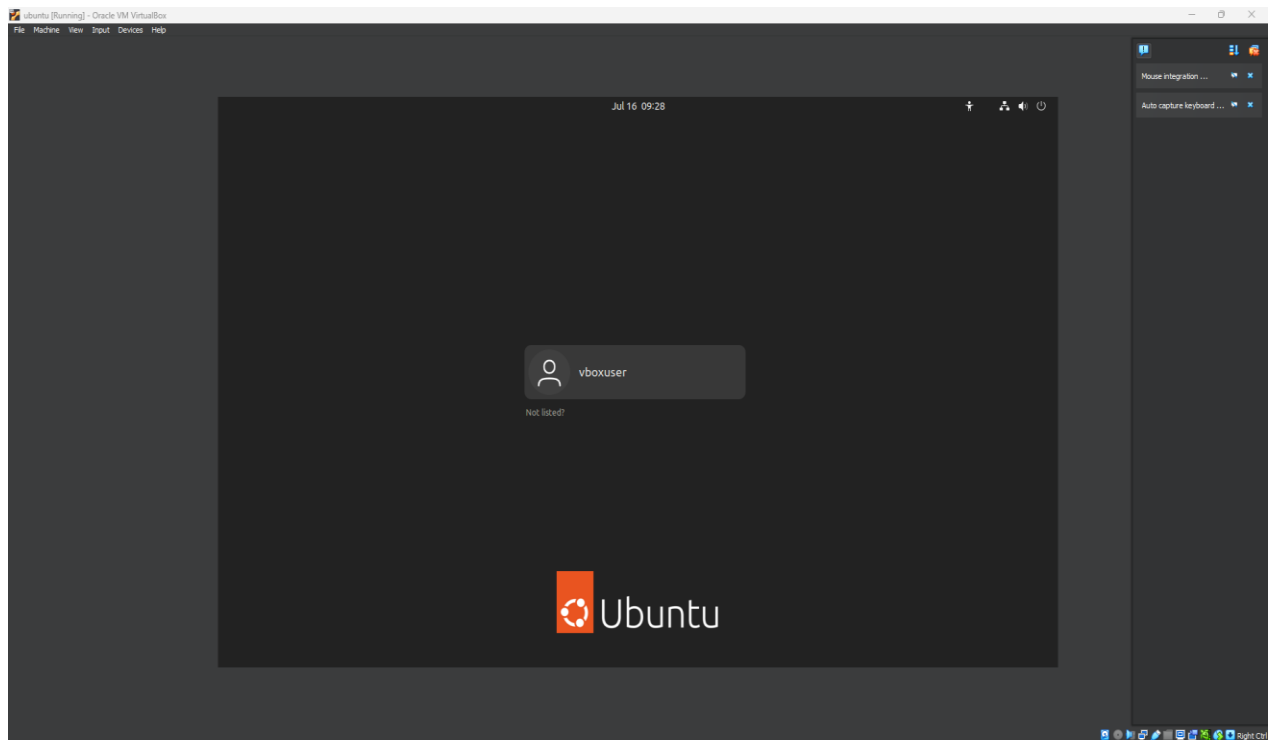 ubuntu [Running] - Oracle VM VirtualBox
File Machine View Input Devices Help
Mouse integration ...
Auto capture keyboard ...
Jul 16 09:28
vboxuser
Not listed?
Ubuntu
Right Ctrl